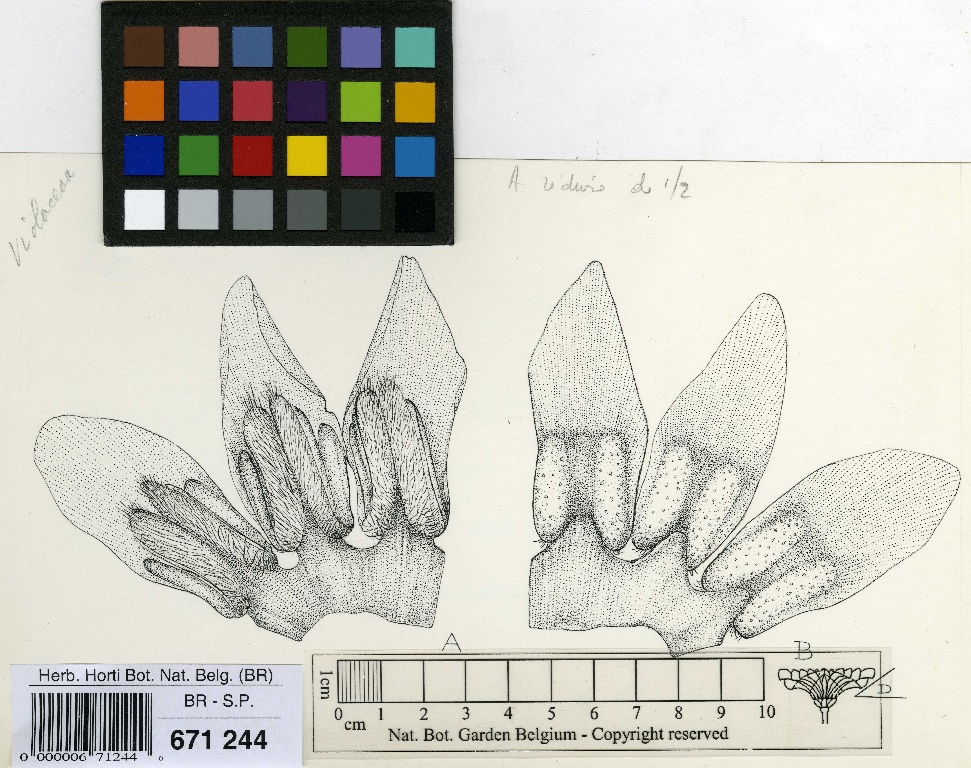 Violaceae
A réduire de 1/2
A
B
Herb. Horti Bot. Nat. Belg. (BR)
BR - S.P.
671 244
0 000006 71244
1cm
0 1 2 3 4 5 6 7 8 9 10
cm
Nat. Bot. Garden Belgium - Copyright reserved